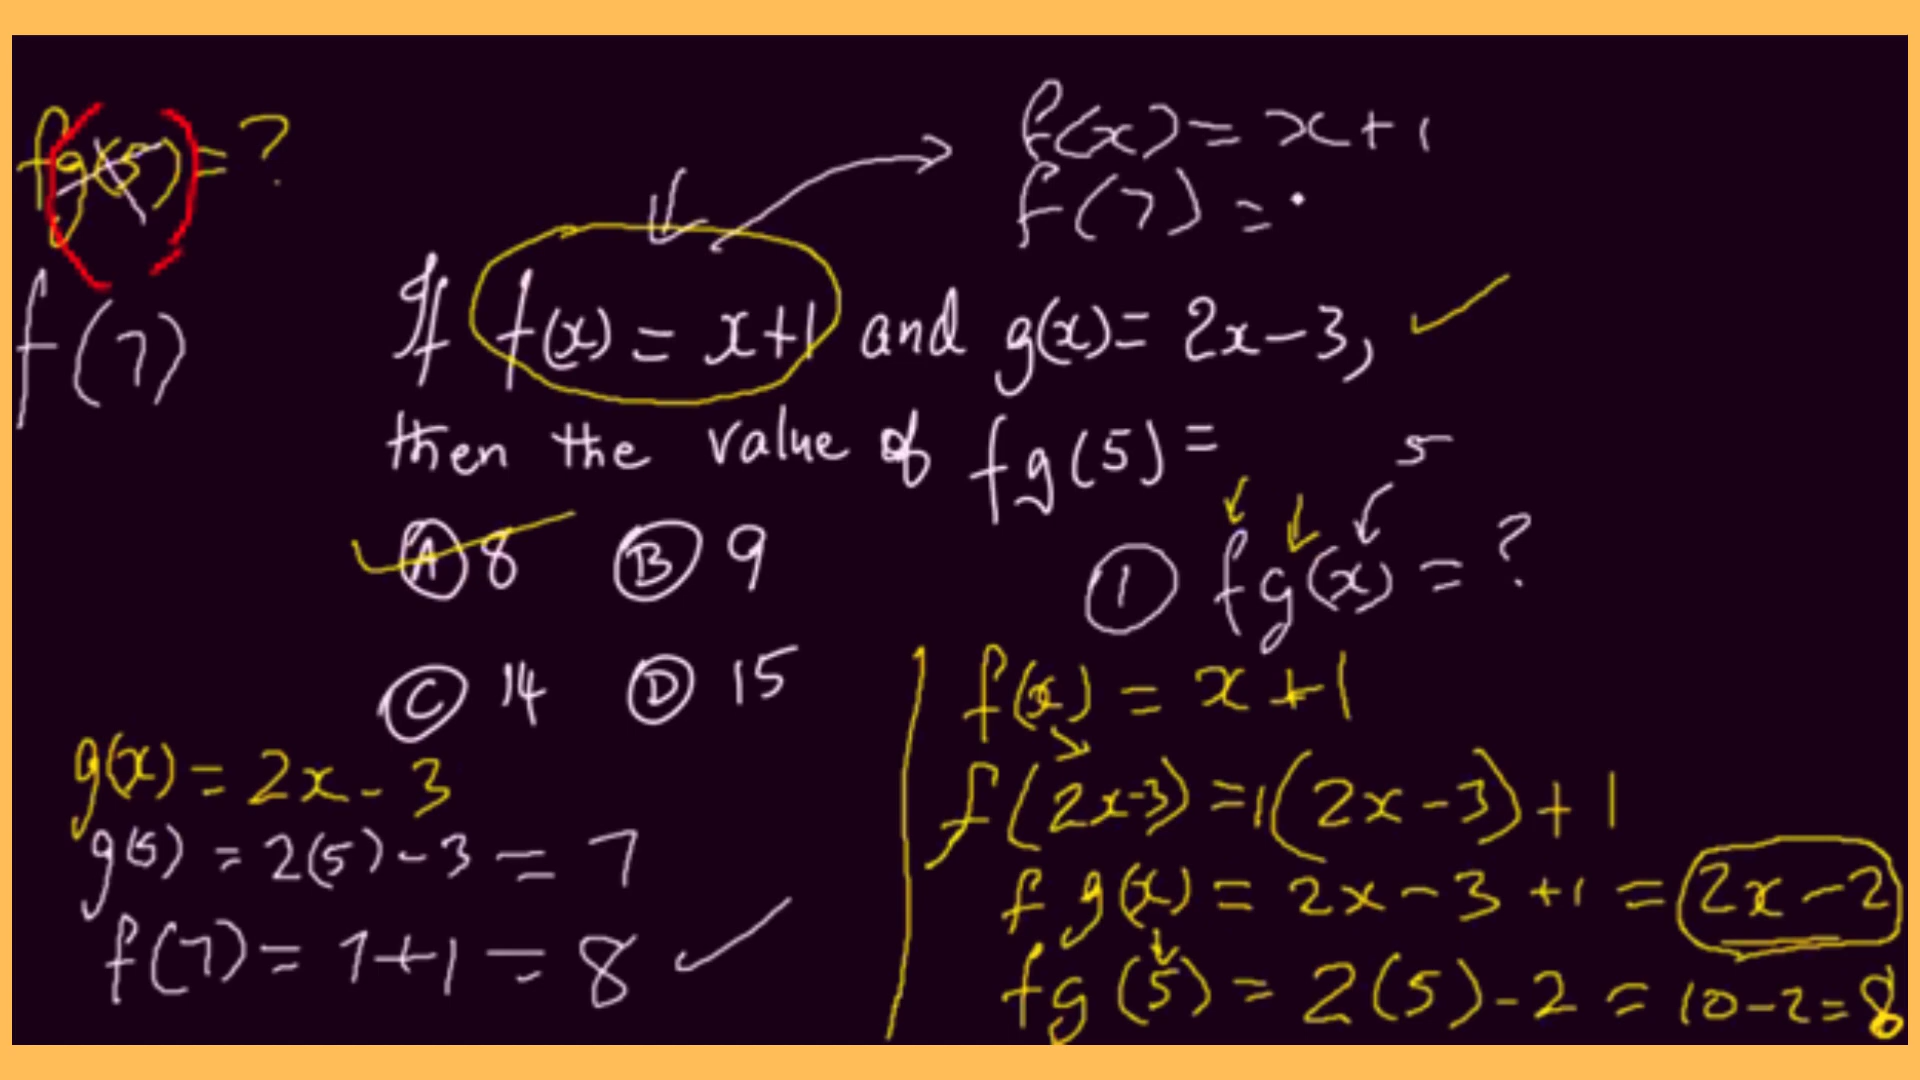 fg(5) = ?
f(7)
f(x) = x+1
f(7) =
If f(x) = x+1 and g(x) = 2x-3,
then the value of fg(5) =
A 8 B 9
C 14 D 15
5
1 fg(x) = ?
g(x) = 2x-3
g(5) = 2(5)-3 = 7
f(7) = 7+1 = 8
f(x) = x+1
f(2x-3) = 1(2x-3)+1
fg(x) = 2x-3+1 = 2x-2
fg(5) = 2(5)-2 = 10-2=8